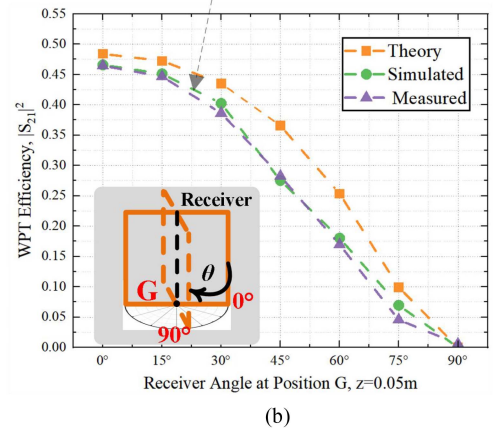 0.55
0.50
0.45
0.40
0.35
0.30
0.25
0.20
0.15
0.10
0.05
0.00
WPT Efficiency, |S21|²
Theory
Simulated
Measured
Receiver
G
θ
0°
90°
0° 15° 30° 45° 60° 75° 90°
Receiver Angle at Position G, z=0.05m
(b)